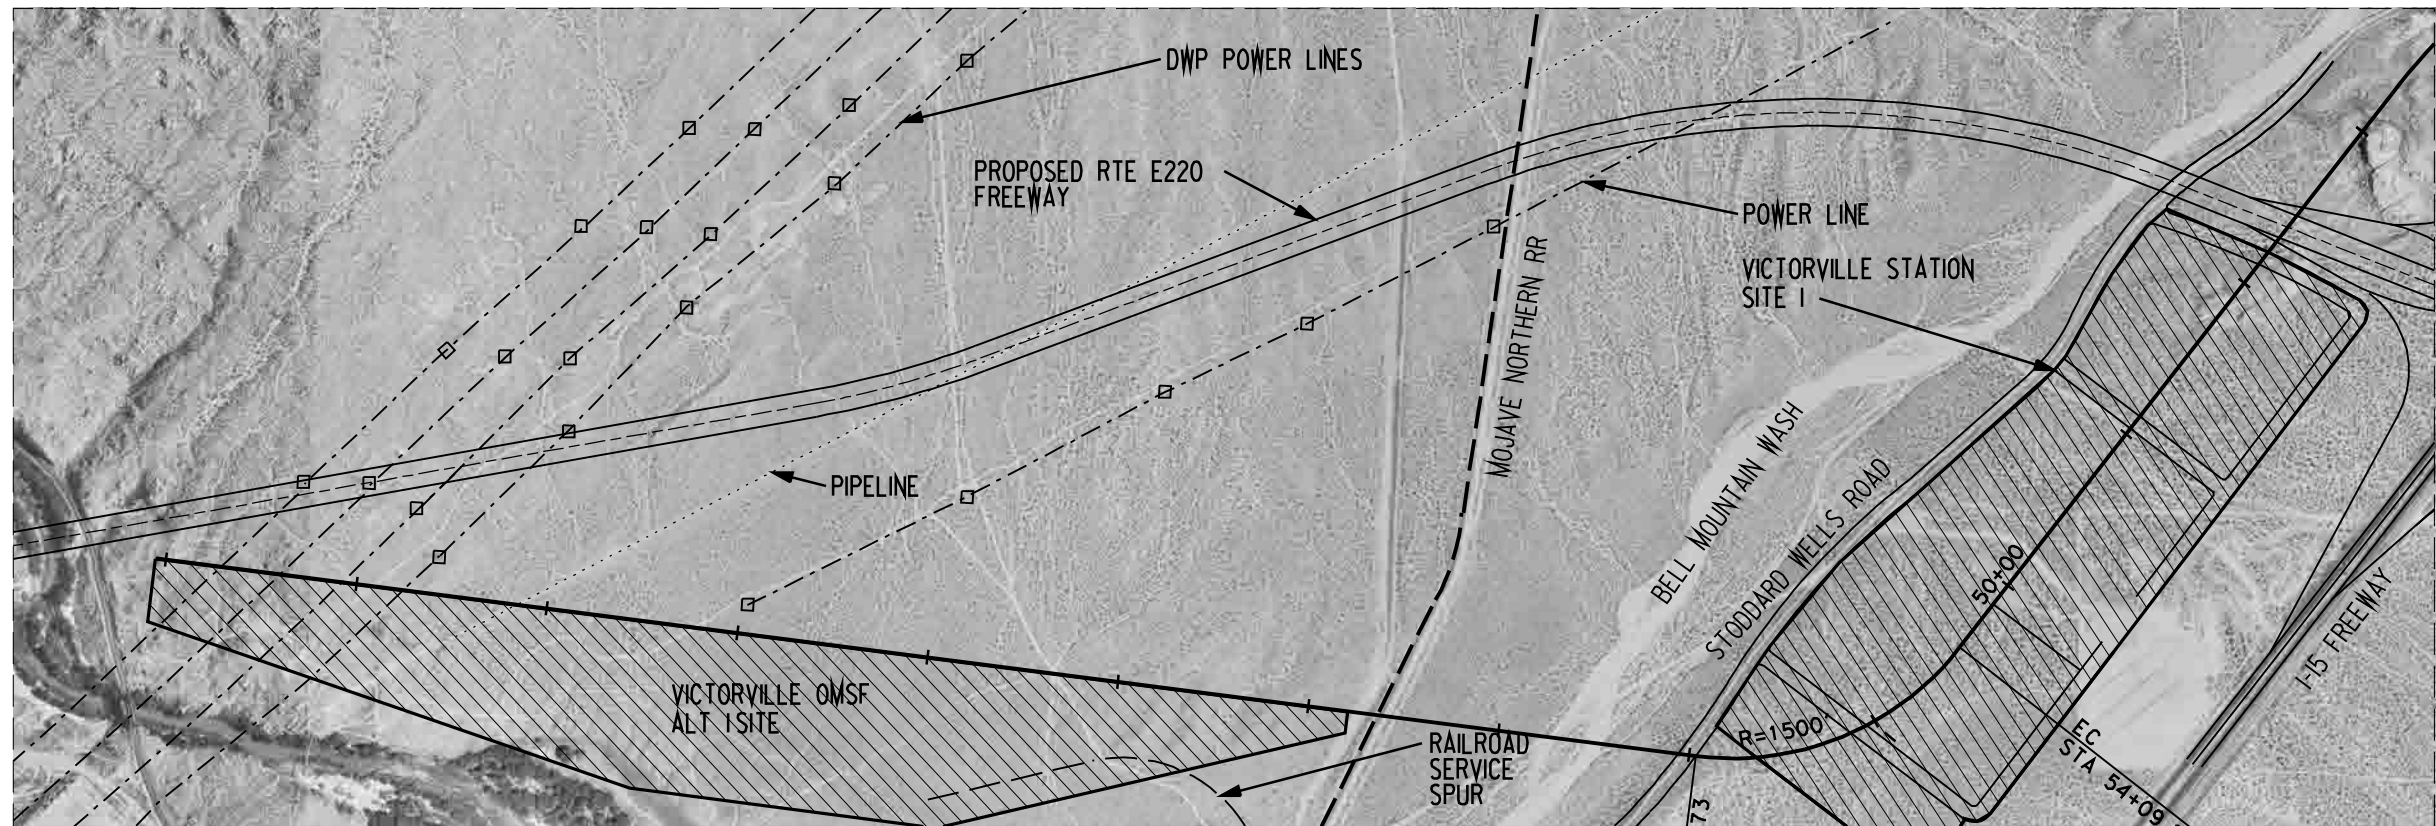 DWP POWER LINES
PROPOSED RTE E220
FREEWAY
POWER LINE
VICTORVILLE STATION
SITE 1
MOJAVE NORTHERN RR
PIPELINE
BELL MOUNTAIN WASH
STODDARD WELLS ROAD
50+00
I-15 FREEWAY
VICTORVILLE OMSF
ALT 1 SITE
R=1500'
RAILROAD
SERVICE
SPUR
EC
STA 54+09
73